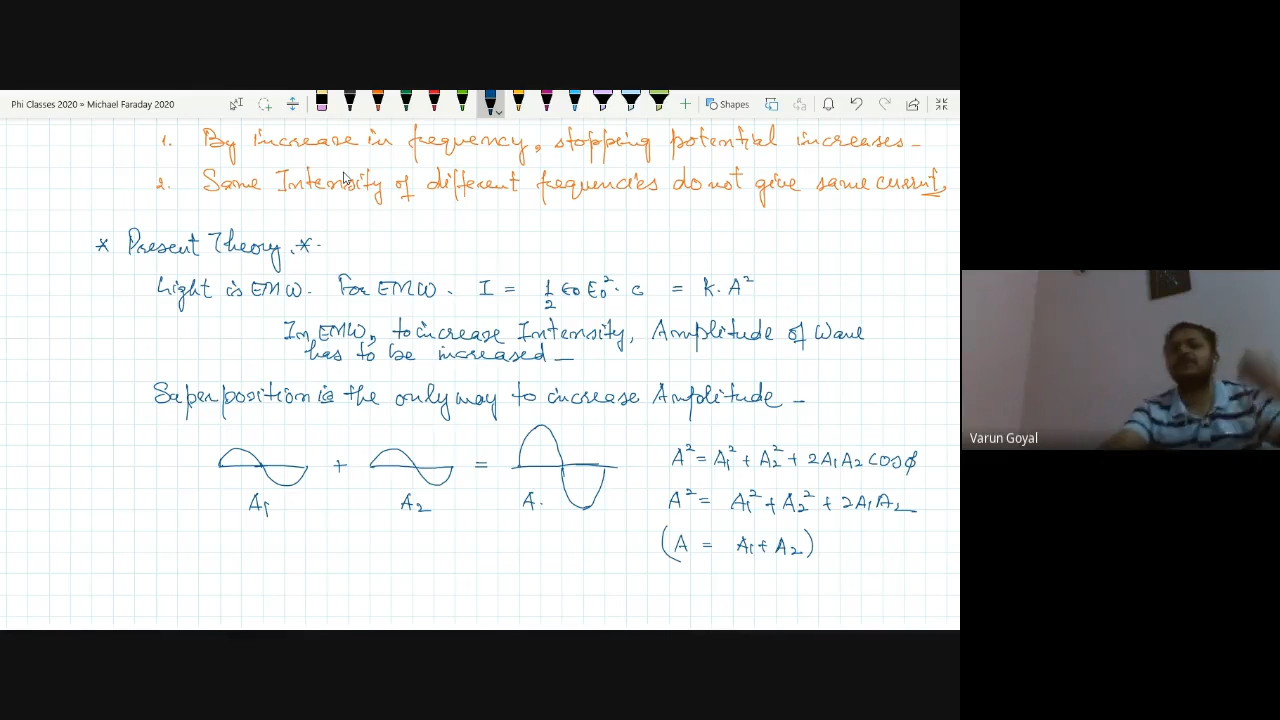 Phi Classes 2020 » Michael Faraday 2020
Shapes
1. By increase in frequency, stopping potential increases -
2. Same Intensity of different frequencies do not give same current.
* Present Theory *
Light is EMW. For EMW. I = 1/2 ε0 E0² · c = k. A²
In EMW, to increase Intensity, Amplitude of Wave
has to be increased -
Superposition is the only way to increase Amplitude -
+ =
A₁ A₂ A.
A² = A₁² + A₂² + 2A₁A₂ cosϕ
A² = A₁² + A₂² + 2A₁A₂
(A = A₁ + A₂)
Varun Goyal